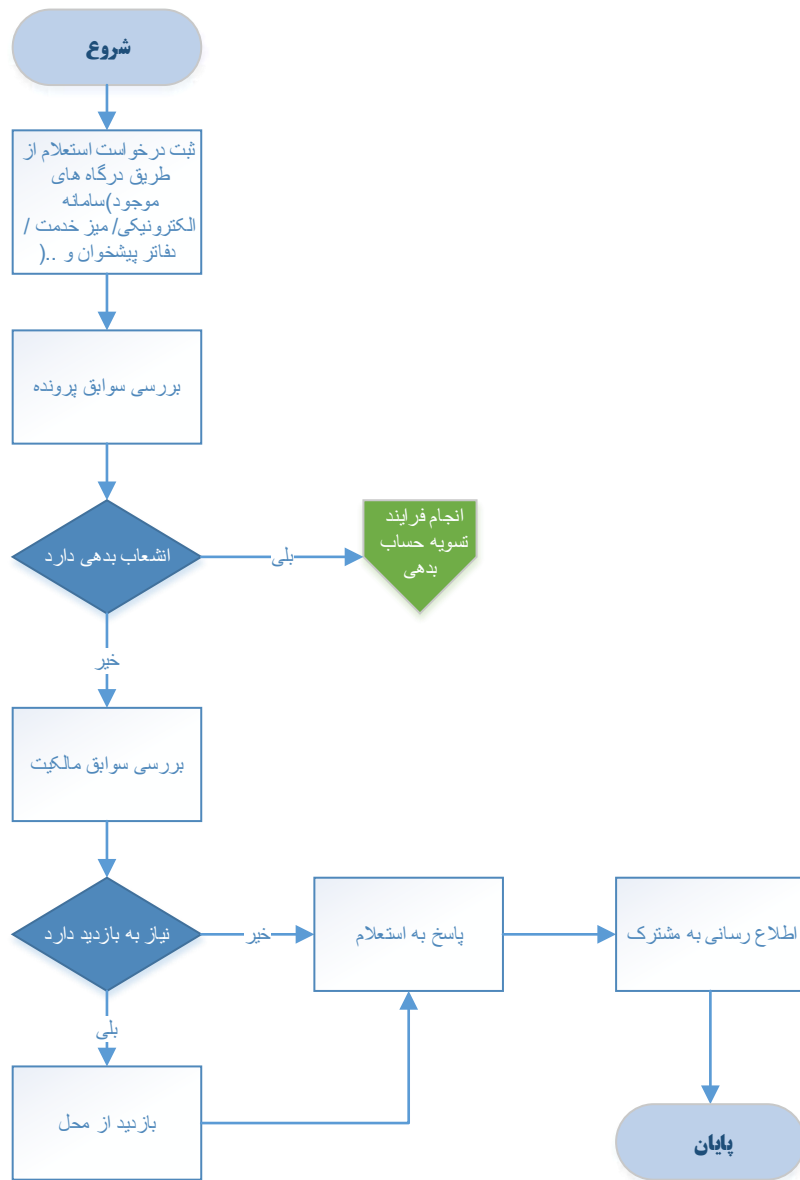 شروع
ثبت درخواست استعلام از
طریق درگاه های
موجود)سامانه
الکترونیکی/ میز خدمت /
دفاتر پیشخوان و ..(
بررسی سوابق پرونده
انشعاب بدهی دارد
بلی
انجام فرایند
تسویه حساب
بدهی
خیر
بررسی سوابق مالکیت
نیاز به بازدید دارد
خیر
پاسخ به استعلام
اطلاع رسانی به مشترک
بلی
بازدید از محل
پایان